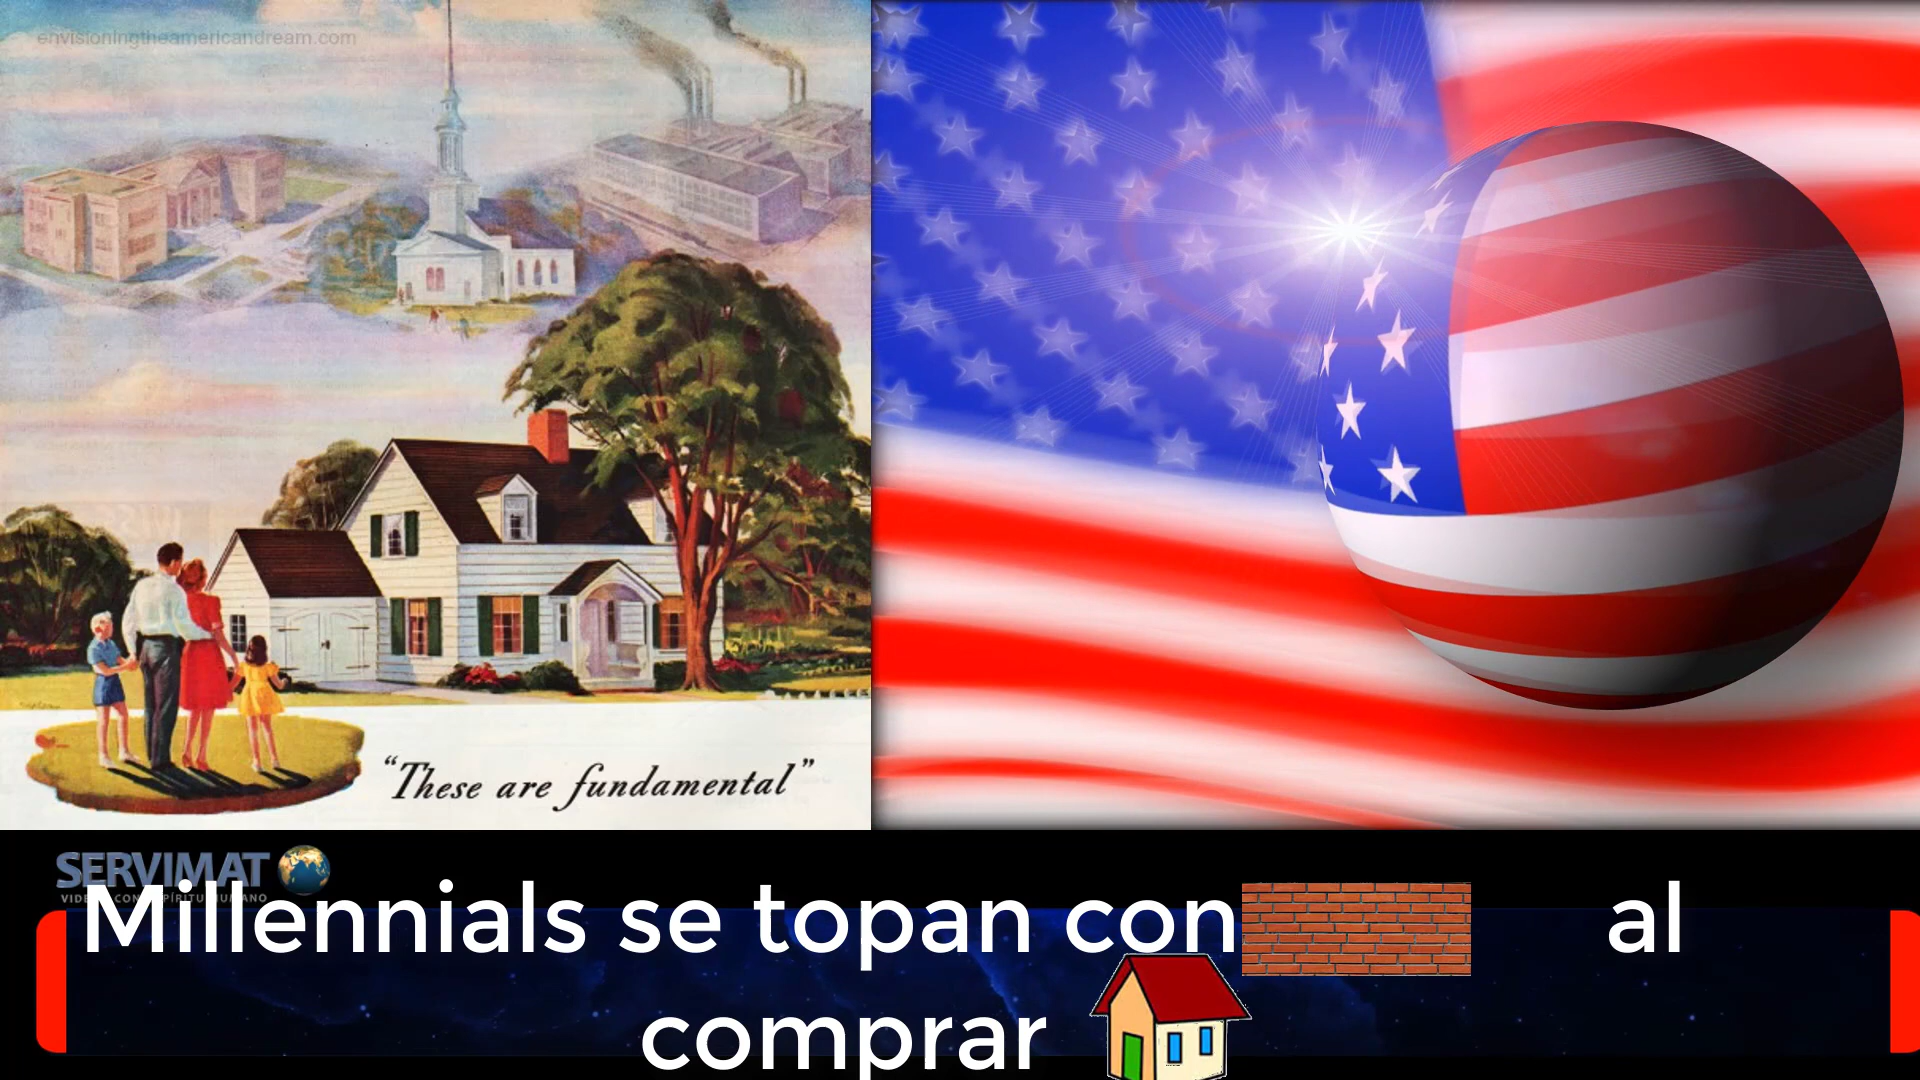 envisioningtheamericandream.com
“These are fundamental”
SERVIMAT
Millennials se topan con al
comprar